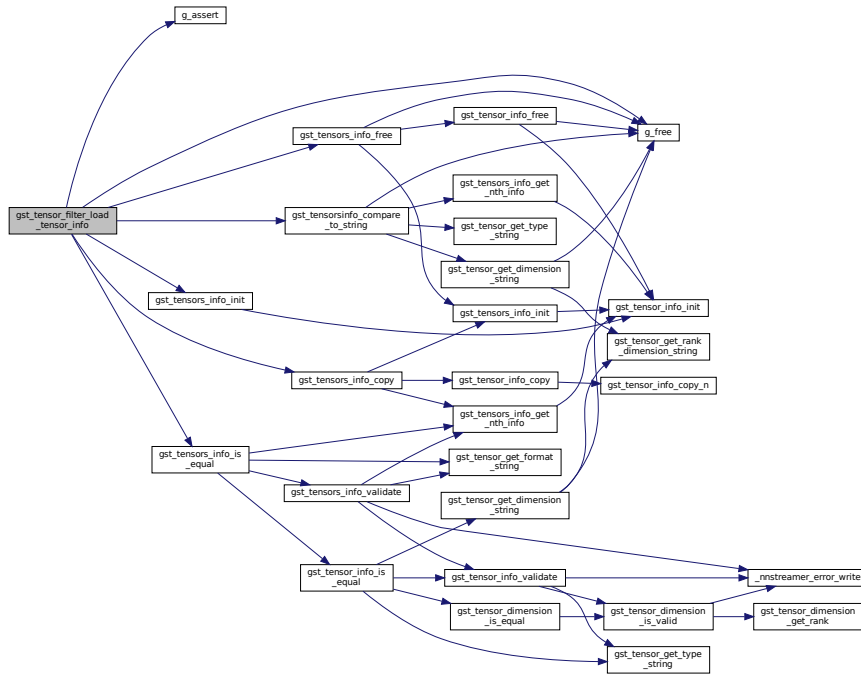 g_assert
gst_tensor_info_free
g_free
gst_tensors_info_free
gst_tensors_info_get
_nth_info
gst_tensor_filter_load
_tensor_info
gst_tensorsinfo_compare
_to_string
gst_tensor_get_type
_string
gst_tensor_get_dimension
_string
gst_tensors_info_init
gst_tensors_info_init
gst_tensor_info_init
gst_tensor_get_rank
_dimension_string
gst_tensors_info_copy
gst_tensor_info_copy
gst_tensor_info_copy_n
gst_tensors_info_get
_nth_info
gst_tensors_info_is
_equal
gst_tensor_get_format
_string
gst_tensors_info_validate
gst_tensor_get_dimension
_string
gst_tensor_info_is
_equal
gst_tensor_info_validate
_nnstreamer_error_write
gst_tensor_dimension
_is_equal
gst_tensor_dimension
_is_valid
gst_tensor_dimension
_get_rank
gst_tensor_get_type
_string